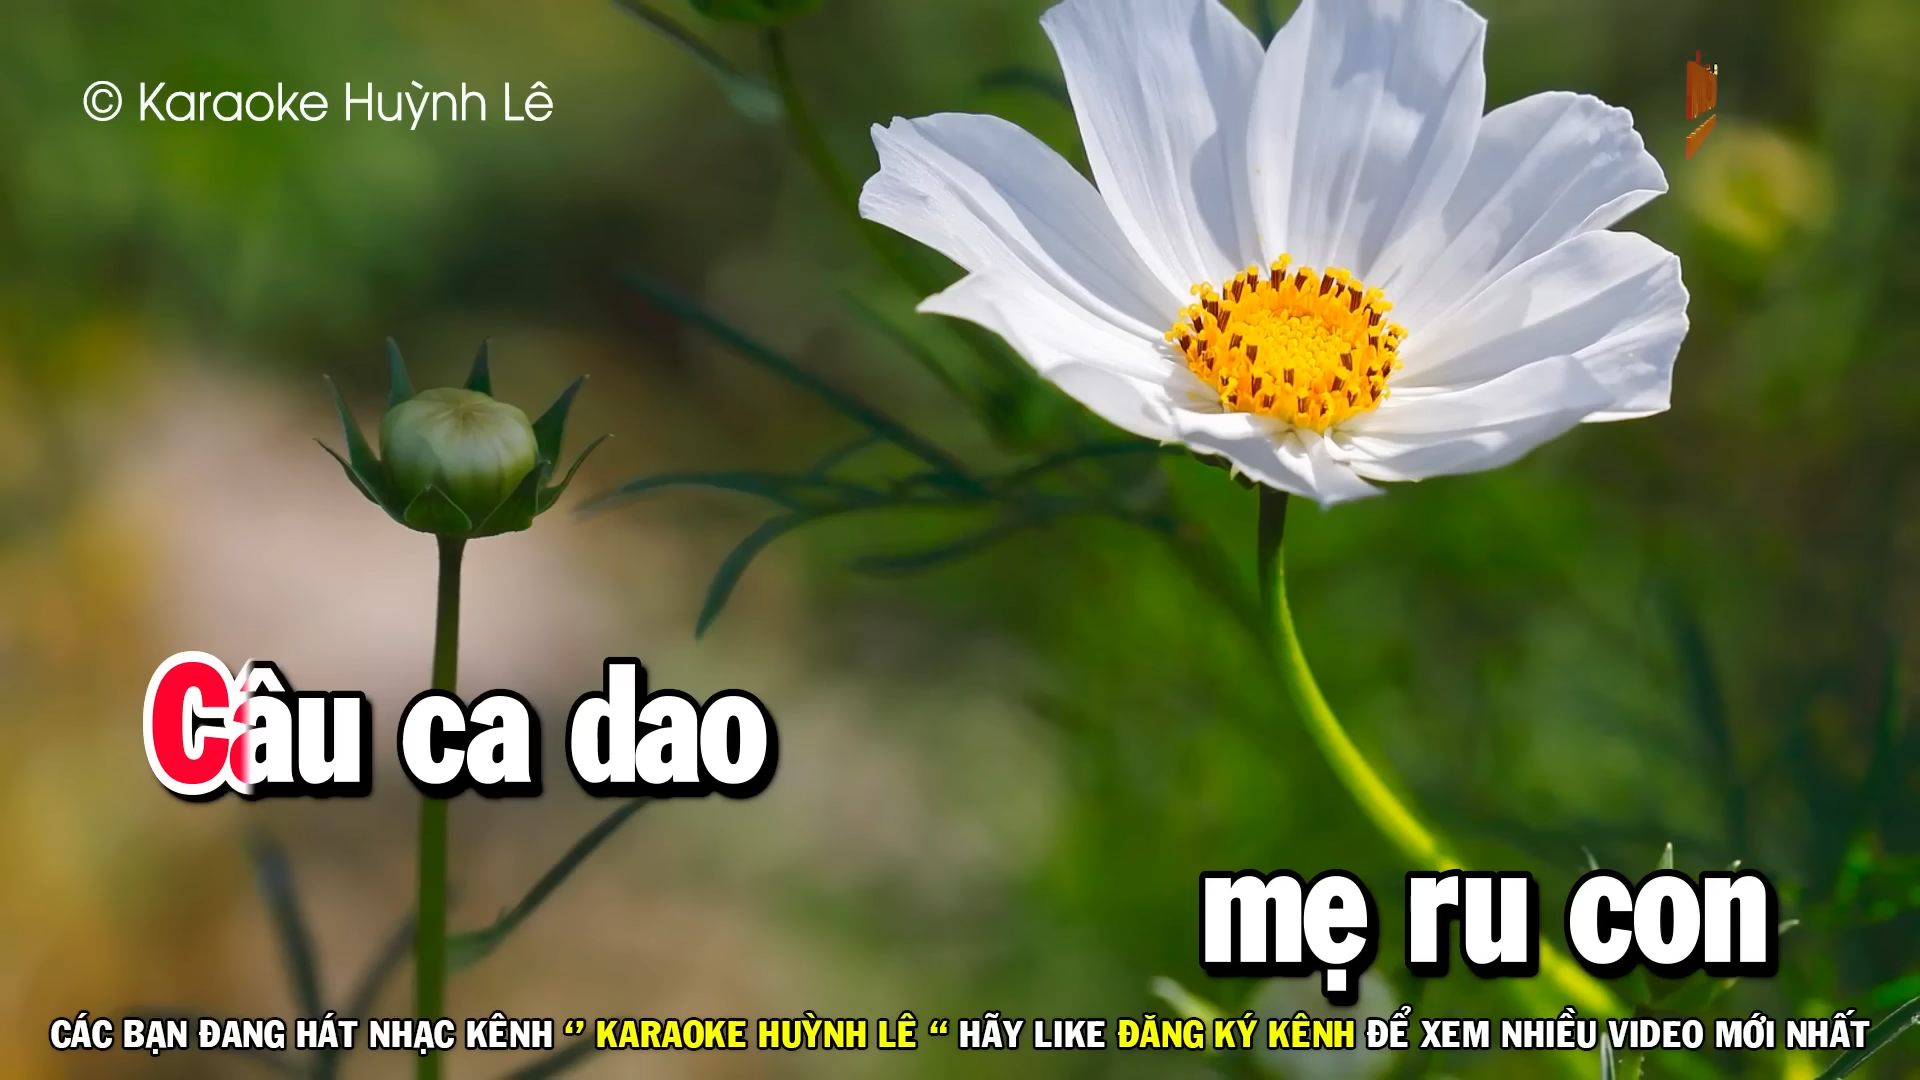 © Karaoke Huỳnh Lê
Câu ca dao
mẹ ru con
CÁC BẠN ĐANG HÁT NHẠC KÊNH ‘’ KARAOKE HUỲNH LÊ “ HÃY LIKE ĐĂNG KÝ KÊNH ĐỂ XEM NHIỀU VIDEO MỚI NHẤT